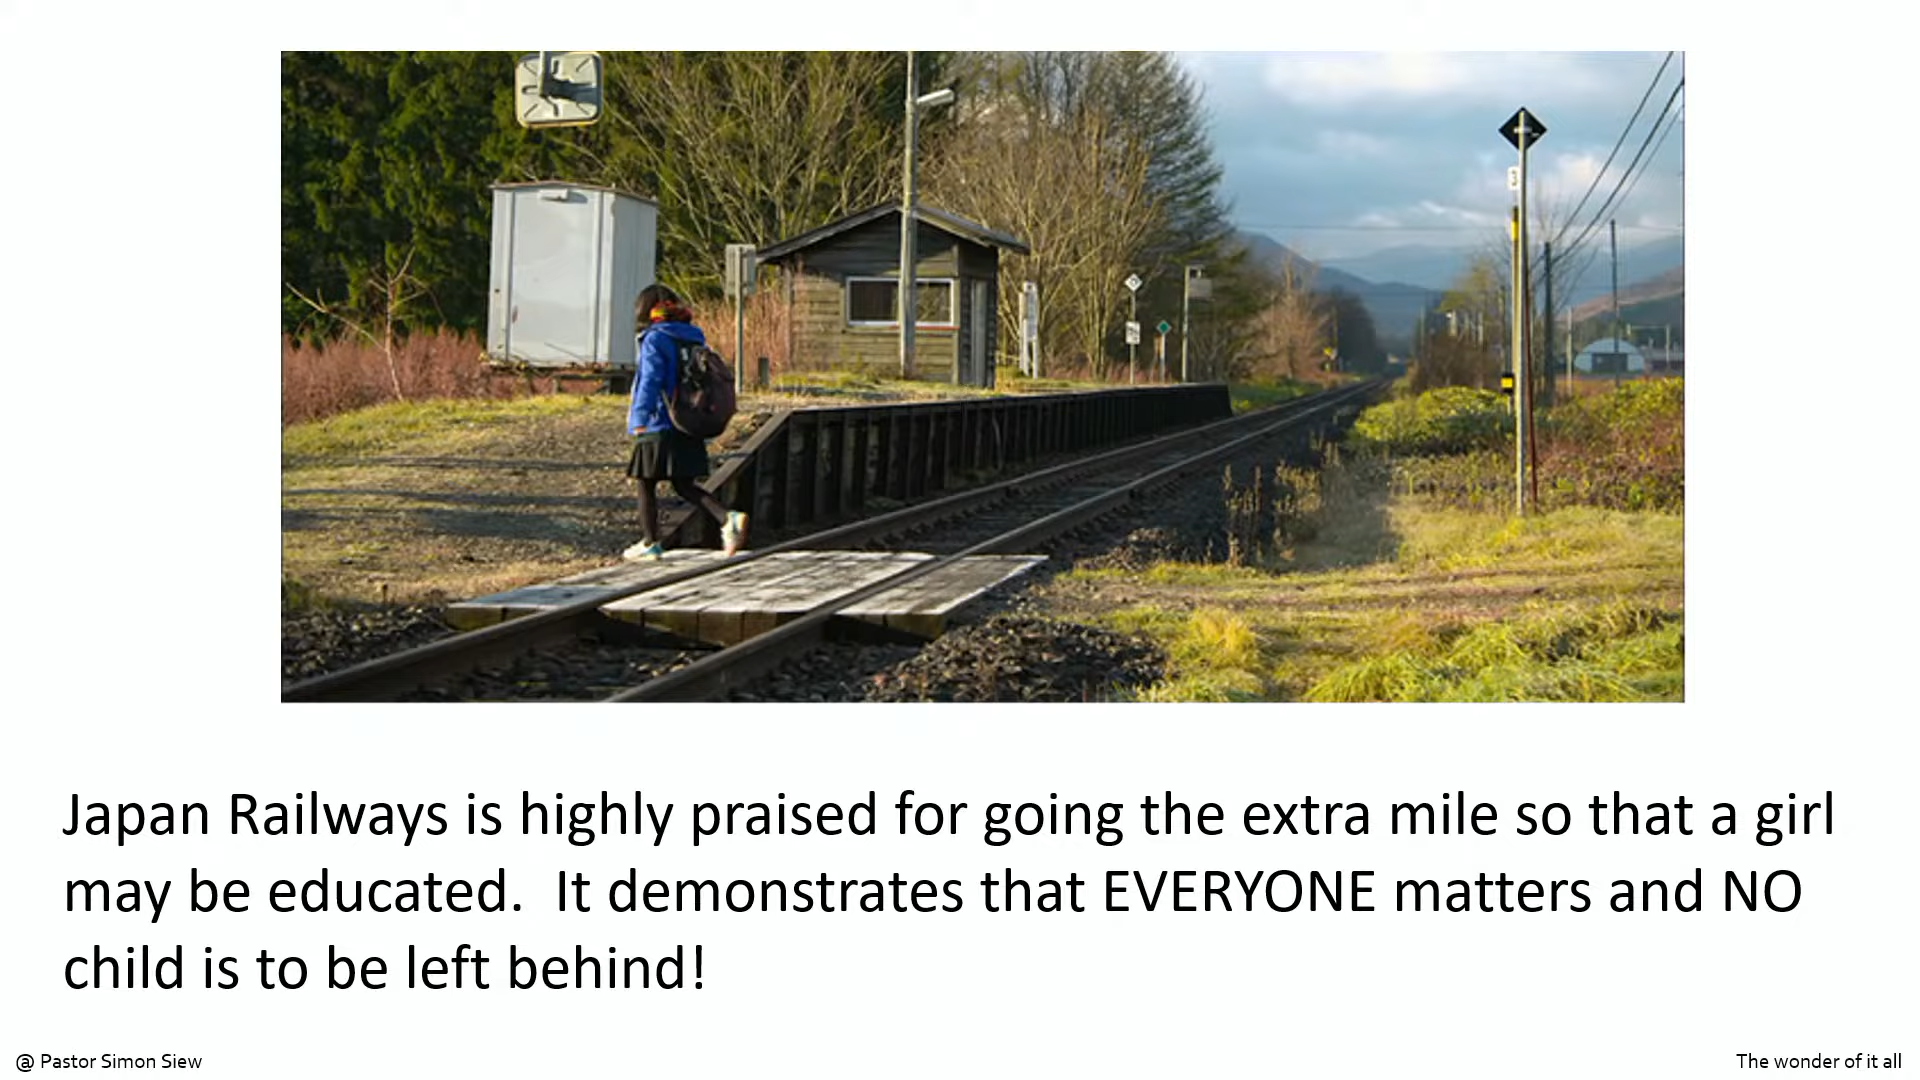 3
Japan Railways is highly praised for going the extra mile so that a girl
may be educated.  It demonstrates that EVERYONE matters and NO
child is to be left behind!
@ Pastor Simon Siew
The wonder of it all